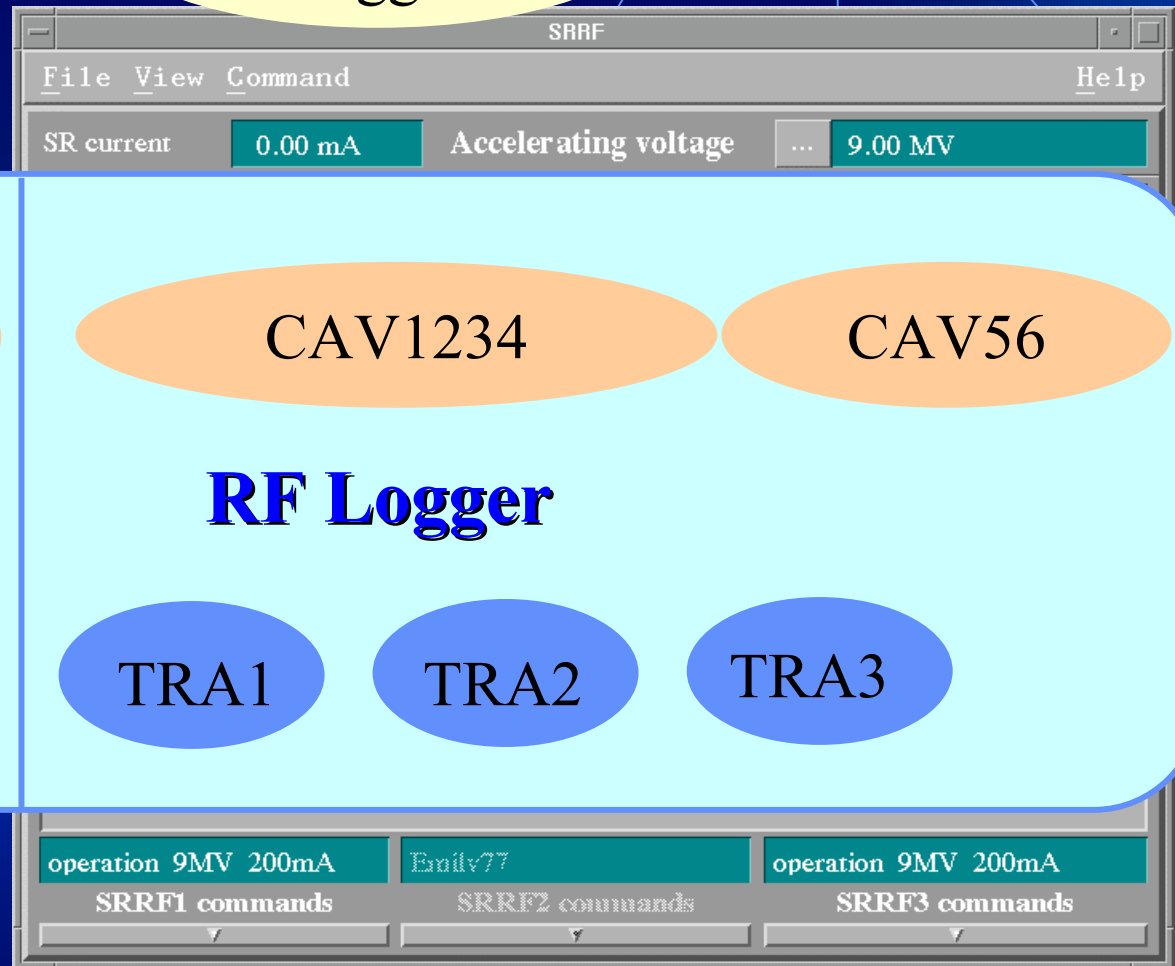 SRRF
File View Command Help
SR current 0.00 mA Accelerating voltage ... 9.00 MV
CAV1234 CAV56
RF Logger
TRA1 TRA2 TRA3
operation 9MV 200mA Emily77 operation 9MV 200mA
SRRF1 commands SRRF2 commands SRRF3 commands